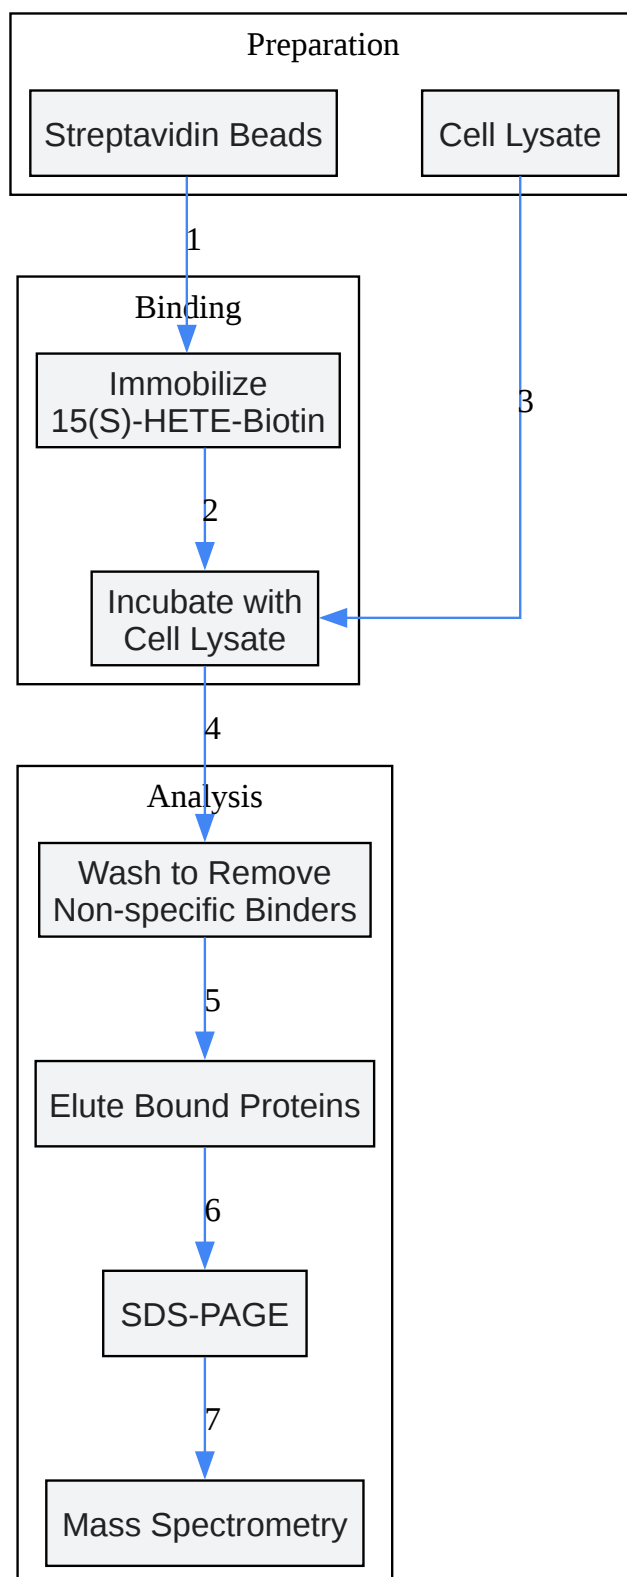 Preparation
Streptavidin Beads
Cell Lysate
1
Binding
Immobilize
15(S)-HETE-Biotin
3
2
Incubate with
Cell Lysate
4
Analysis
Wash to Remove
Non-specific Binders
5
Elute Bound Proteins
6
SDS-PAGE
7
Mass Spectrometry